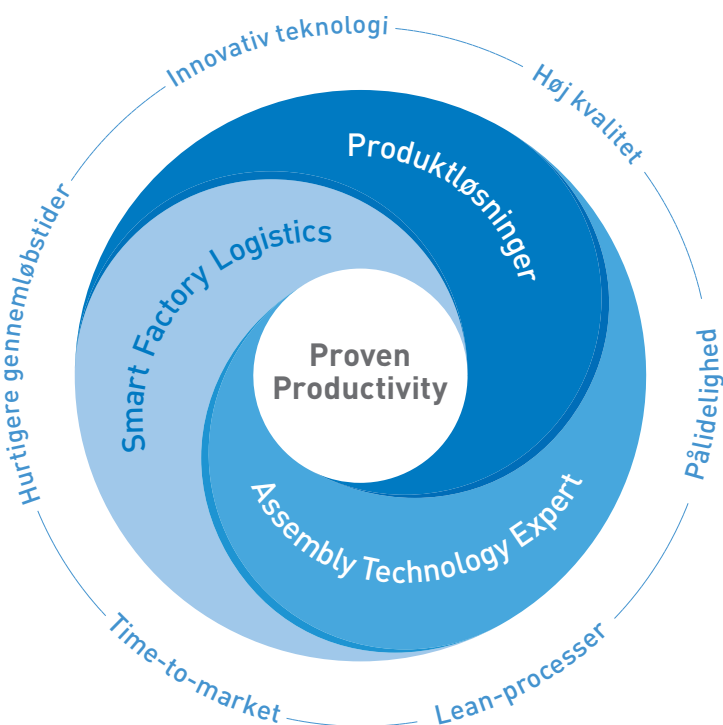 Innovativ teknologi
Høj kvalitet
Pålidelighed
Lean-processer
Time-to-market
Hurtigere gennemløbstider
Produktløsninger
Smart Factory Logistics
Assembly Technology Expert
Proven
Productivity